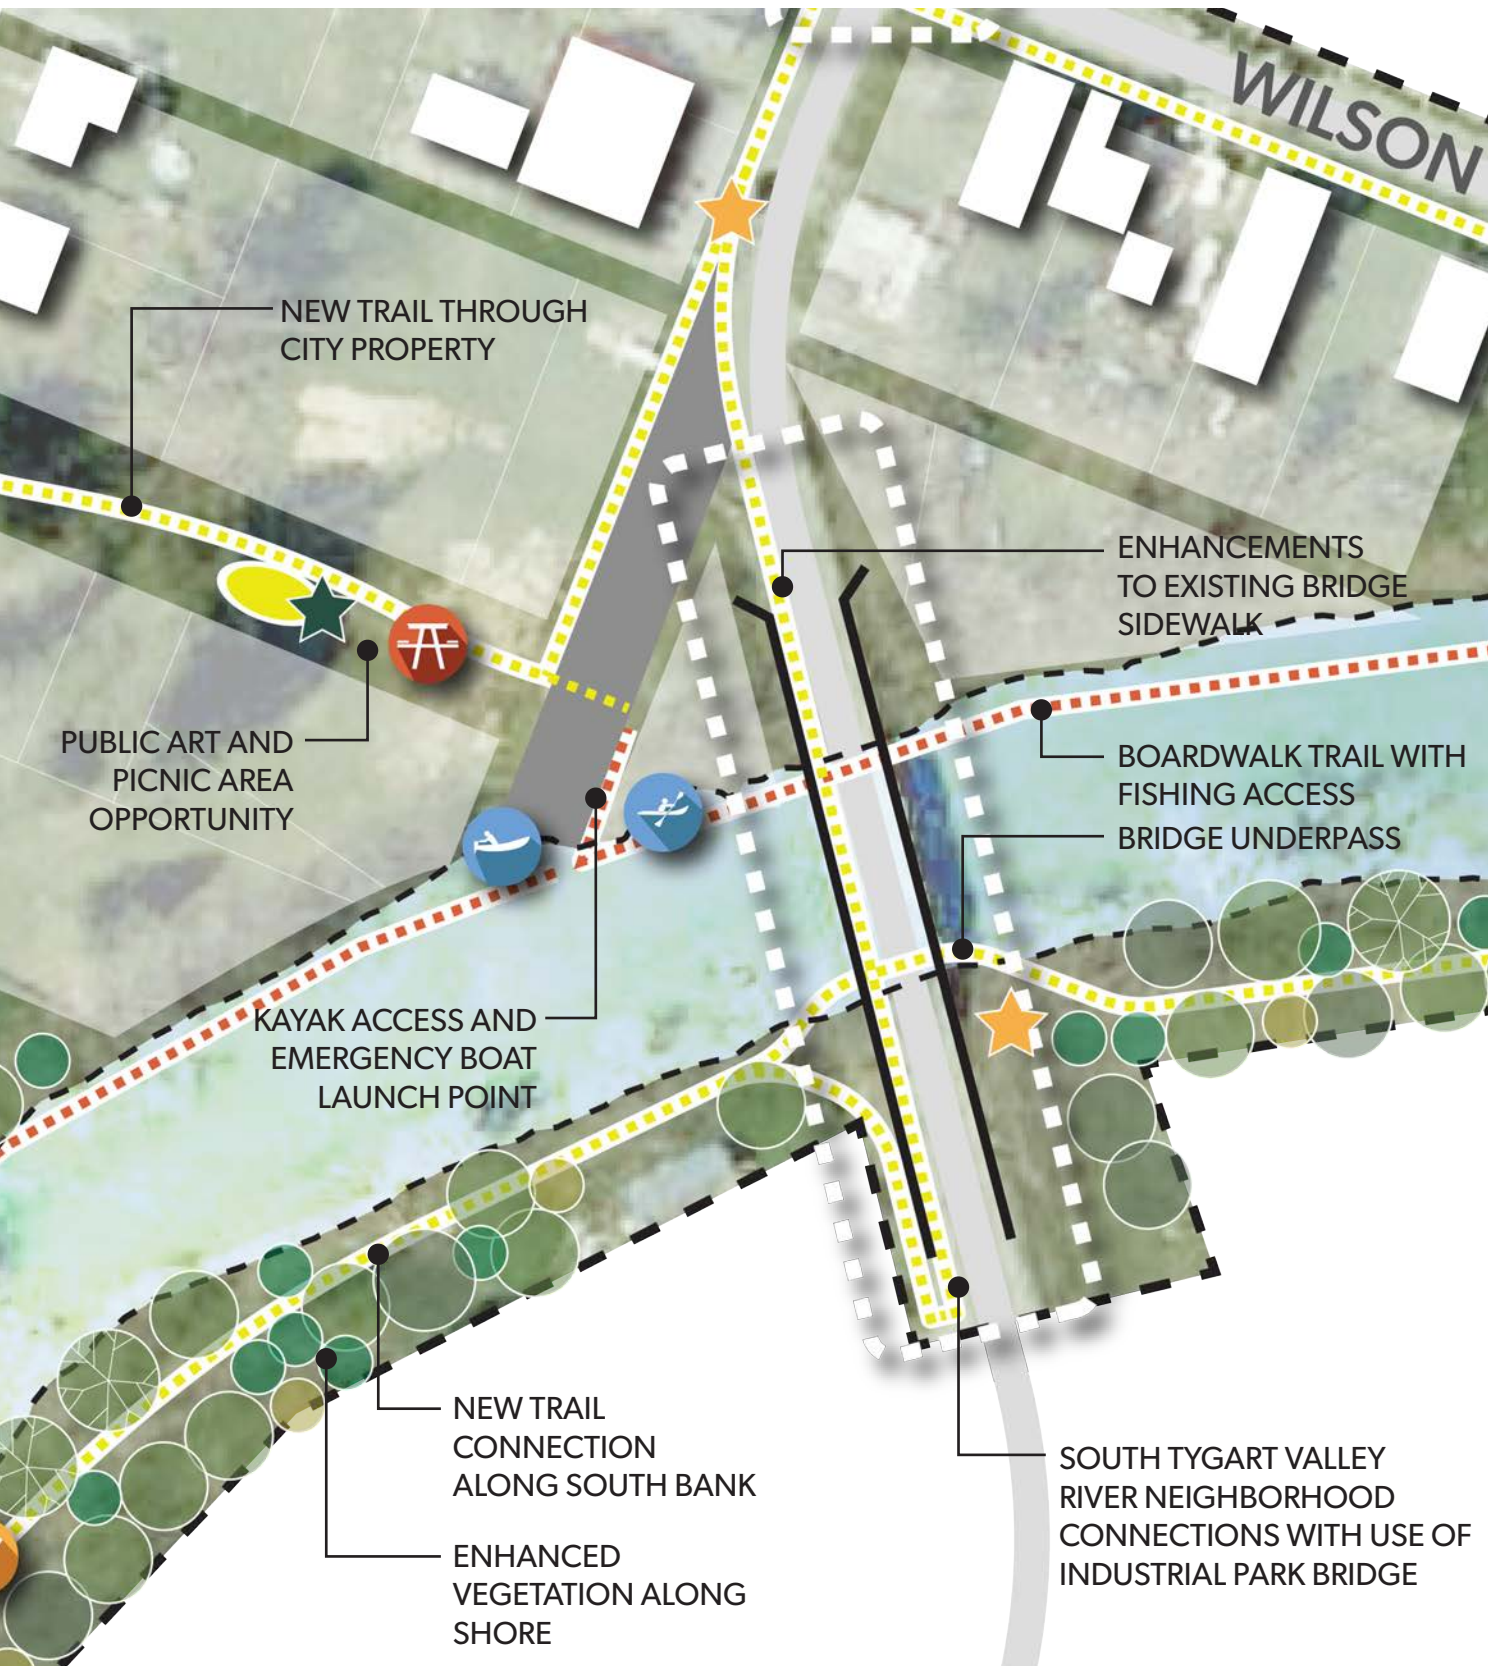 WILSON
NEW TRAIL THROUGH
CITY PROPERTY
ENHANCEMENTS
TO EXISTING BRIDGE
SIDEWALK
PUBLIC ART AND
PICNIC AREA
OPPORTUNITY
BOARDWALK TRAIL WITH
FISHING ACCESS
BRIDGE UNDERPASS
KAYAK ACCESS AND
EMERGENCY BOAT
LAUNCH POINT
NEW TRAIL
CONNECTION
ALONG SOUTH BANK
SOUTH TYGART VALLEY
RIVER NEIGHBORHOOD
CONNECTIONS WITH USE OF
INDUSTRIAL PARK BRIDGE
ENHANCED
VEGETATION ALONG
SHORE